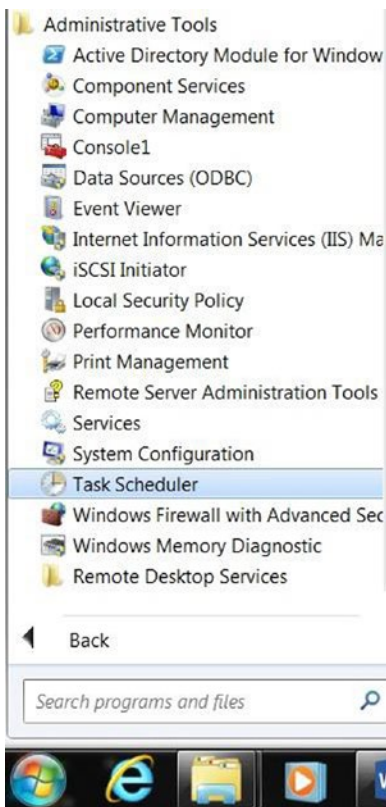 Administrative Tools
Active Directory Module for Window
Component Services
Computer Management
Console1
Data Sources (ODBC)
Event Viewer
Internet Information Services (IIS) Ma
iSCSI Initiator
Local Security Policy
Performance Monitor
Print Management
Remote Server Administration Tools
Services
System Configuration
Task Scheduler
Windows Firewall with Advanced Sec
Windows Memory Diagnostic
Remote Desktop Services
Back
Search programs and files
W